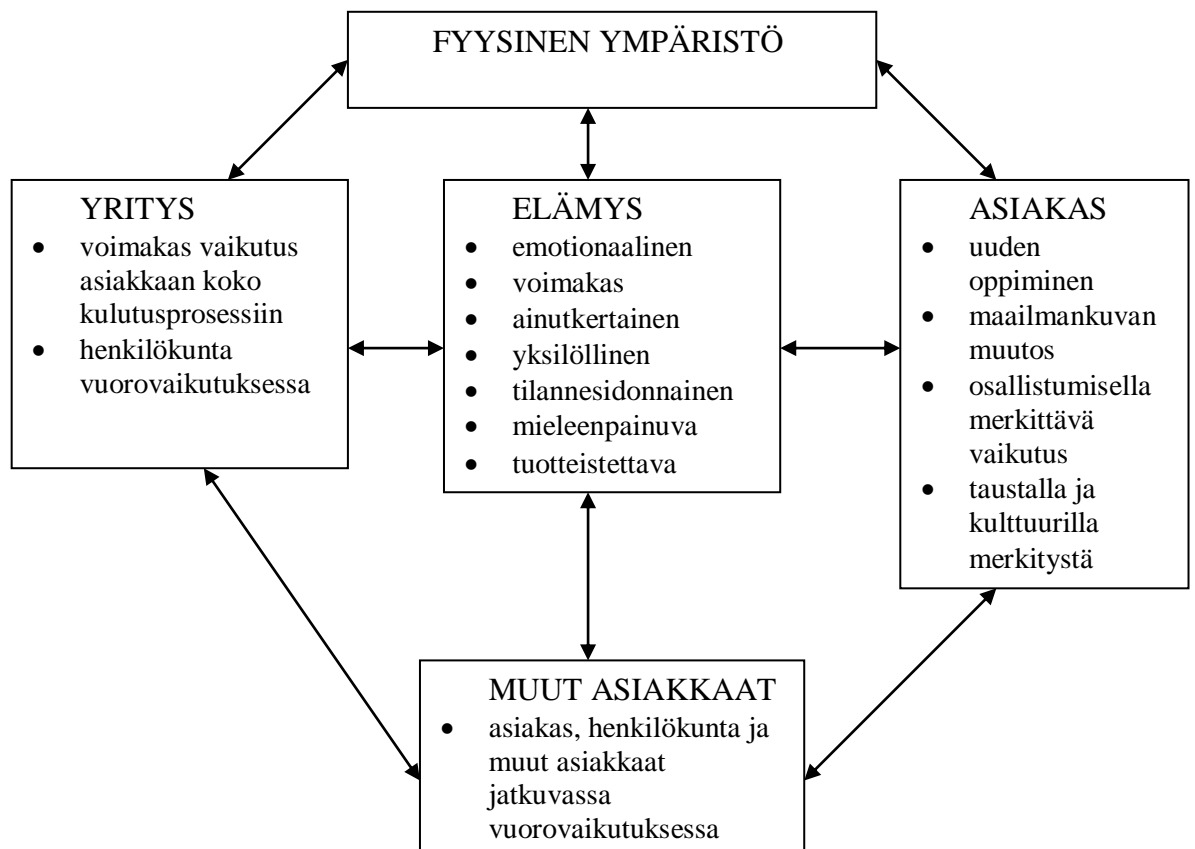 FYYSINEN YMPÄRISTÖ
YRITYS
• voimakas vaikutus
asiakkaan koko
kulutusprosessiin
• henkilökunta
vuorovaikutuksessa
ELÄMYS
• emotionaalinen
• voimakas
• ainutkertainen
• yksilöllinen
• tilannesidonnainen
• mieleenpainuva
• tuotteistettava
ASIAKAS
• uuden
oppiminen
• maailmankuvan
muutos
• osallistumisella
merkittävä
vaikutus
• taustalla ja
kulttuurilla
merkitystä
MUUT ASIAKKAAT
• asiakas, henkilökunta ja
muut asiakkaat
jatkuvassa
vuorovaikutuksessa